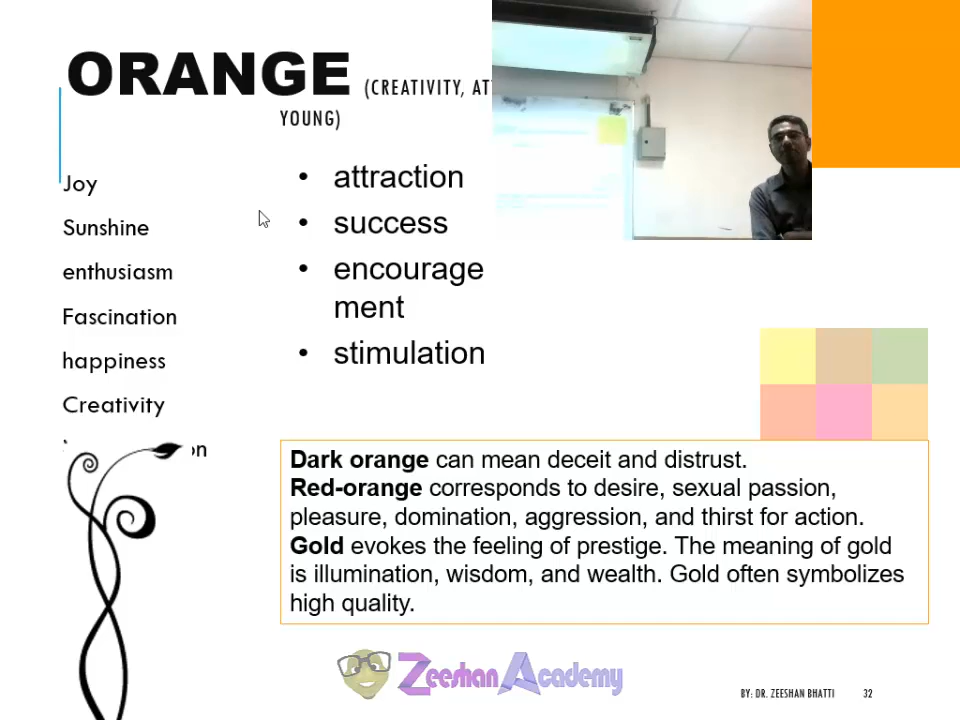 ORANGE (CREATIVITY,
YOUNG)
Joy
Sunshine
enthusiasm
Fascination
happiness
Creativity
• attraction
• success
• encourage
ment
• stimulation
Dark orange can mean deceit and distrust.
Red-orange corresponds to desire, sexual passion,
pleasure, domination, aggression, and thirst for action.
Gold evokes the feeling of prestige. The meaning of gold
is illumination, wisdom, and wealth. Gold often symbolizes
high quality.
Zeeshan Academy
BY: DR. ZEESHAN BHATTI 32